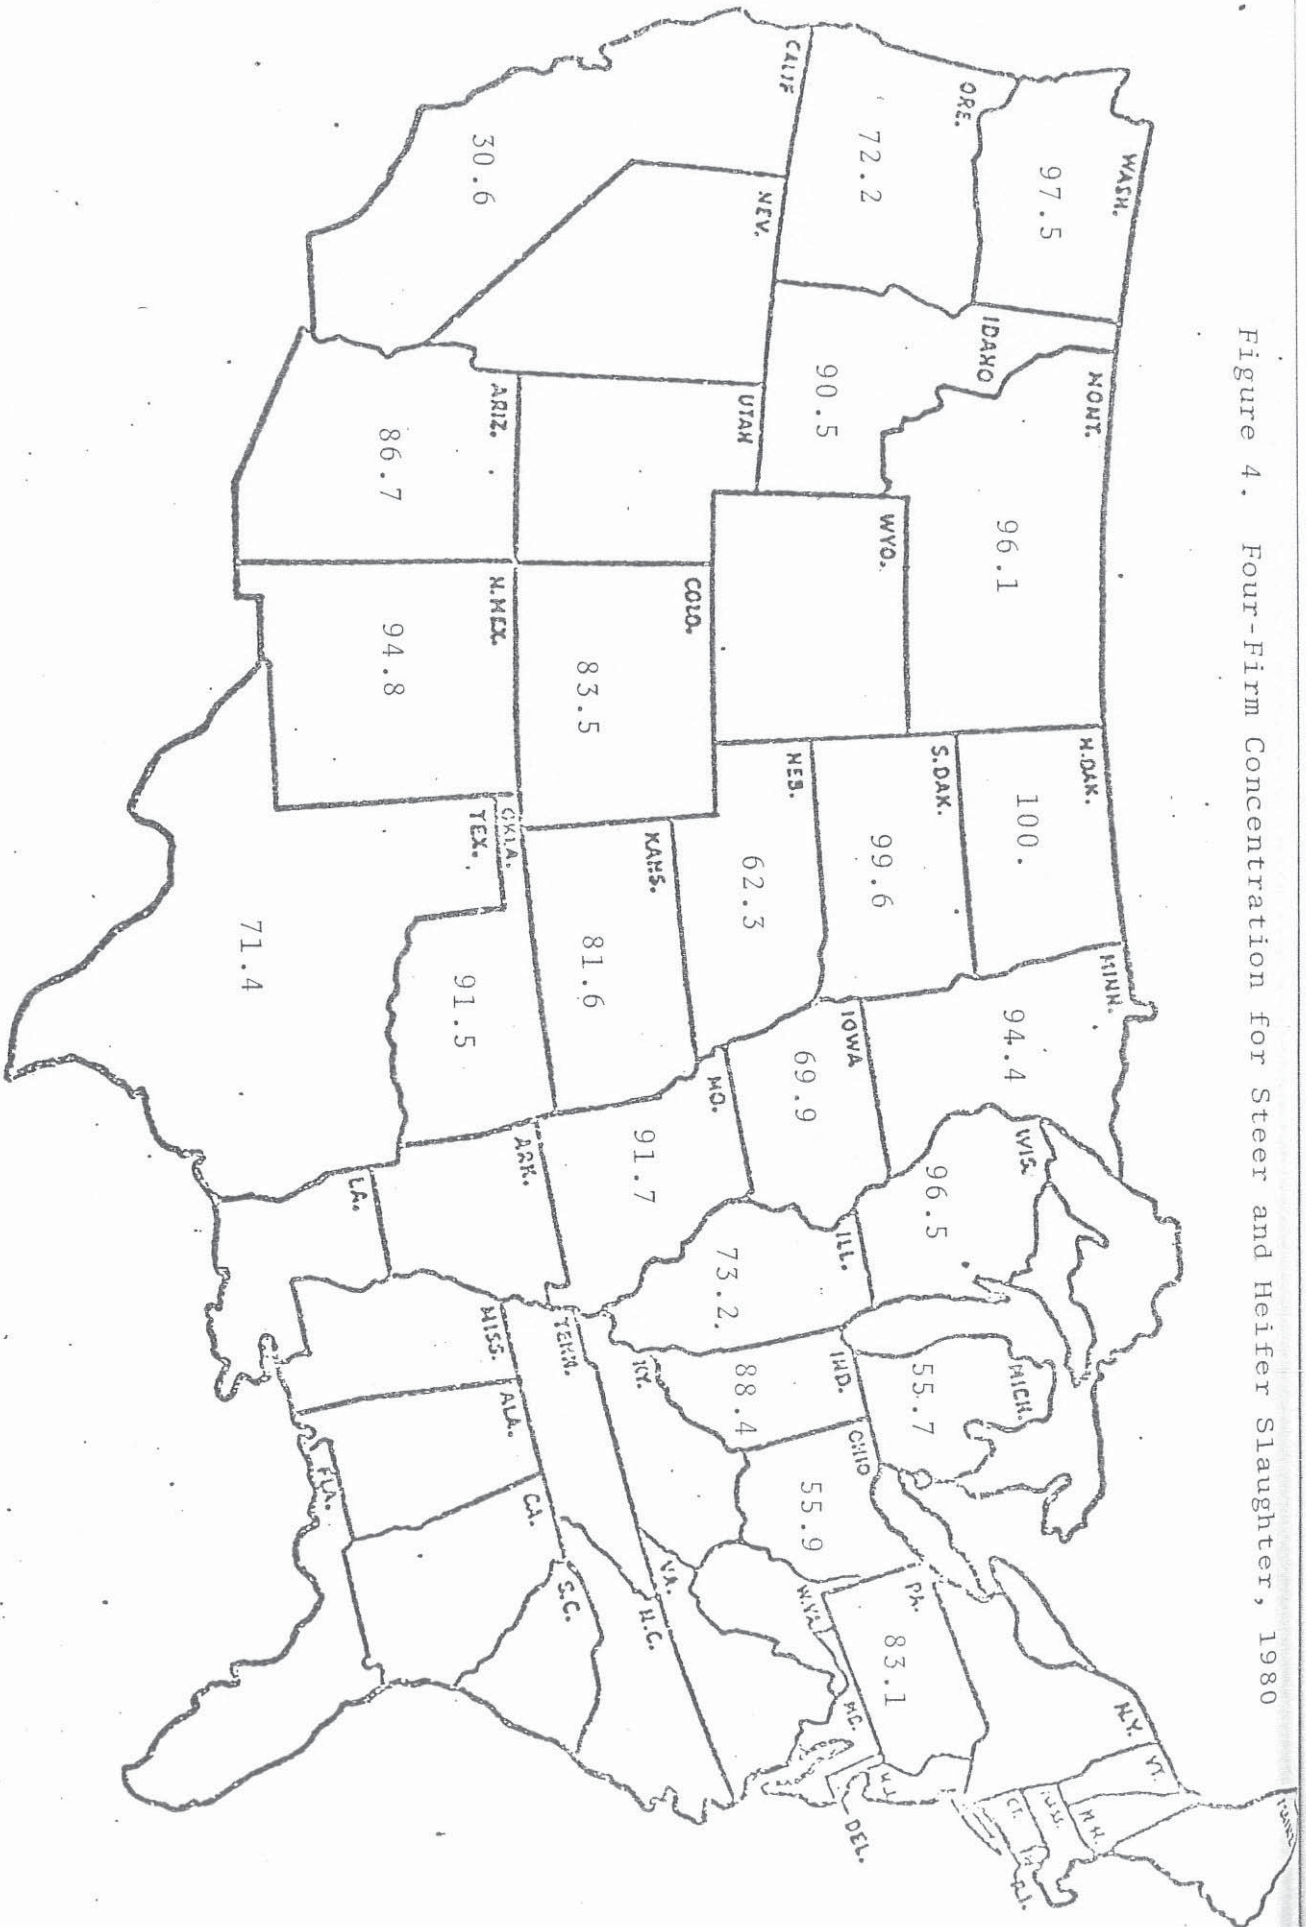 Figure 4. Four-Firm Concentration for Steer and Heifer Slaughter, 1980
WASH.
97.5
MONT.
96.1
N.DAK.
100.
MINN.
94.4
ORE.
72.2
IDAHO
90.5
WYO.
S.DAK.
99.6
WIS.
96.5
MICH.
55.7
N.Y.
VT.
N.H.
MASS.
CT.
R.I.
CALIF
30.6
NEV.
UTAH
COLO.
83.5
NEB.
62.3
IOWA
69.9
ILL.
73.2.
IND.
88.4
OHIO
55.9
PA.
83.1
N.J.
DEL.
KANS.
81.6
MO.
91.7
KY.
W.VA.
VA.
ARIZ.
86.7
N.MEX.
94.8
OKLA.
91.5
TEX.
71.4
ARK.
TENN.
N.C.
S.C.
LA.
MISS.
ALA.
FLA.